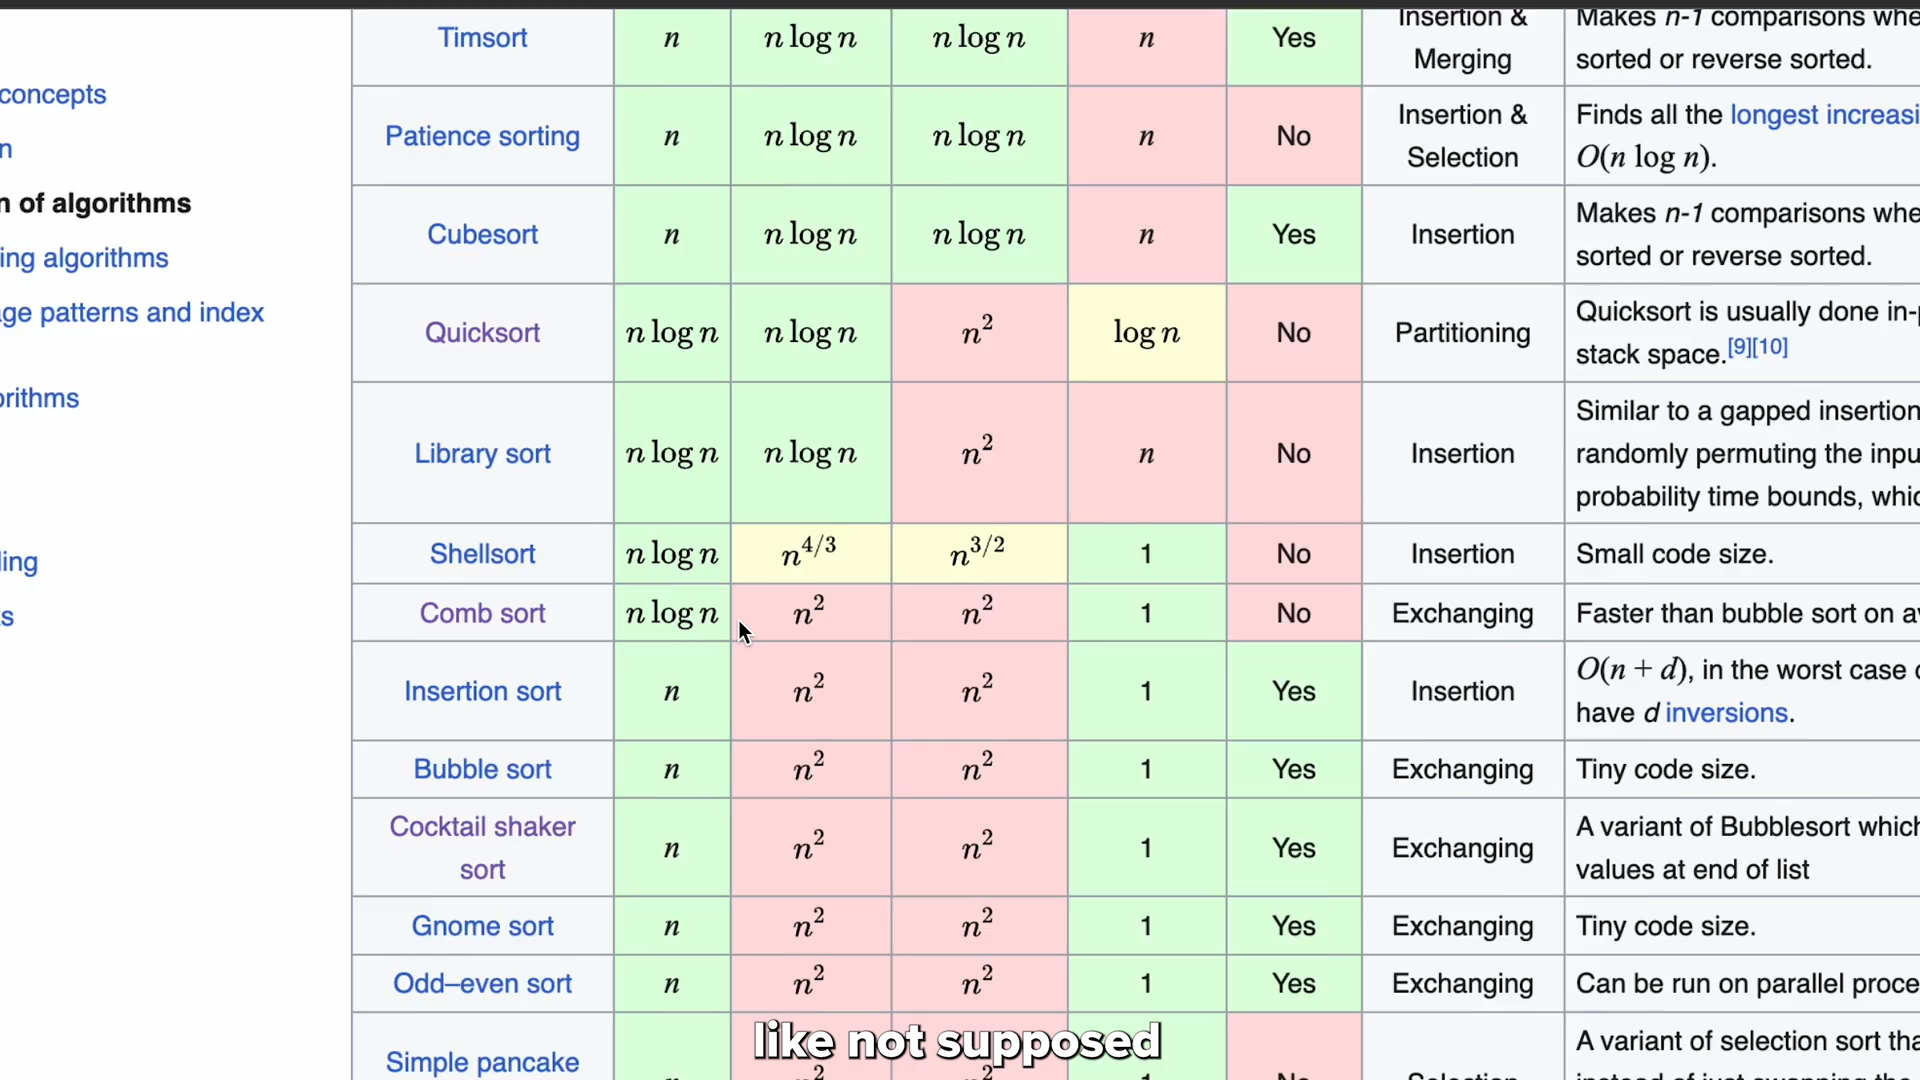 concepts
n
n of algorithms
ing algorithms
ge patterns and index
orithms
ling
s
Timsort n n log n n log n n Yes Insertion & Merging Makes n-1 comparisons whe
sorted or reverse sorted.
Patience sorting n n log n n log n n No Insertion & Selection Finds all the longest increasi
O(n log n).
Cubesort n n log n n log n n Yes Insertion Makes n-1 comparisons whe
sorted or reverse sorted.
Quicksort n log n n log n n² log n No Partitioning Quicksort is usually done in-p
stack space.[9][10]
Library sort n log n n log n n² n No Insertion Similar to a gapped insertion
randomly permuting the inpu
probability time bounds, whic
Shellsort n log n n^4/3 n^3/2 1 No Insertion Small code size.
Comb sort n log n n² n² 1 No Exchanging Faster than bubble sort on av
Insertion sort n n² n² 1 Yes Insertion O(n + d), in the worst case o
have d inversions.
Bubble sort n n² n² 1 Yes Exchanging Tiny code size.
Cocktail shaker sort n n² n² 1 Yes Exchanging A variant of Bubblesort which
values at end of list
Gnome sort n n² n² 1 Yes Exchanging Tiny code size.
Odd–even sort n n² n² 1 Yes Exchanging Can be run on parallel proce
Simple pancake A variant of selection sort tha
like not supposed